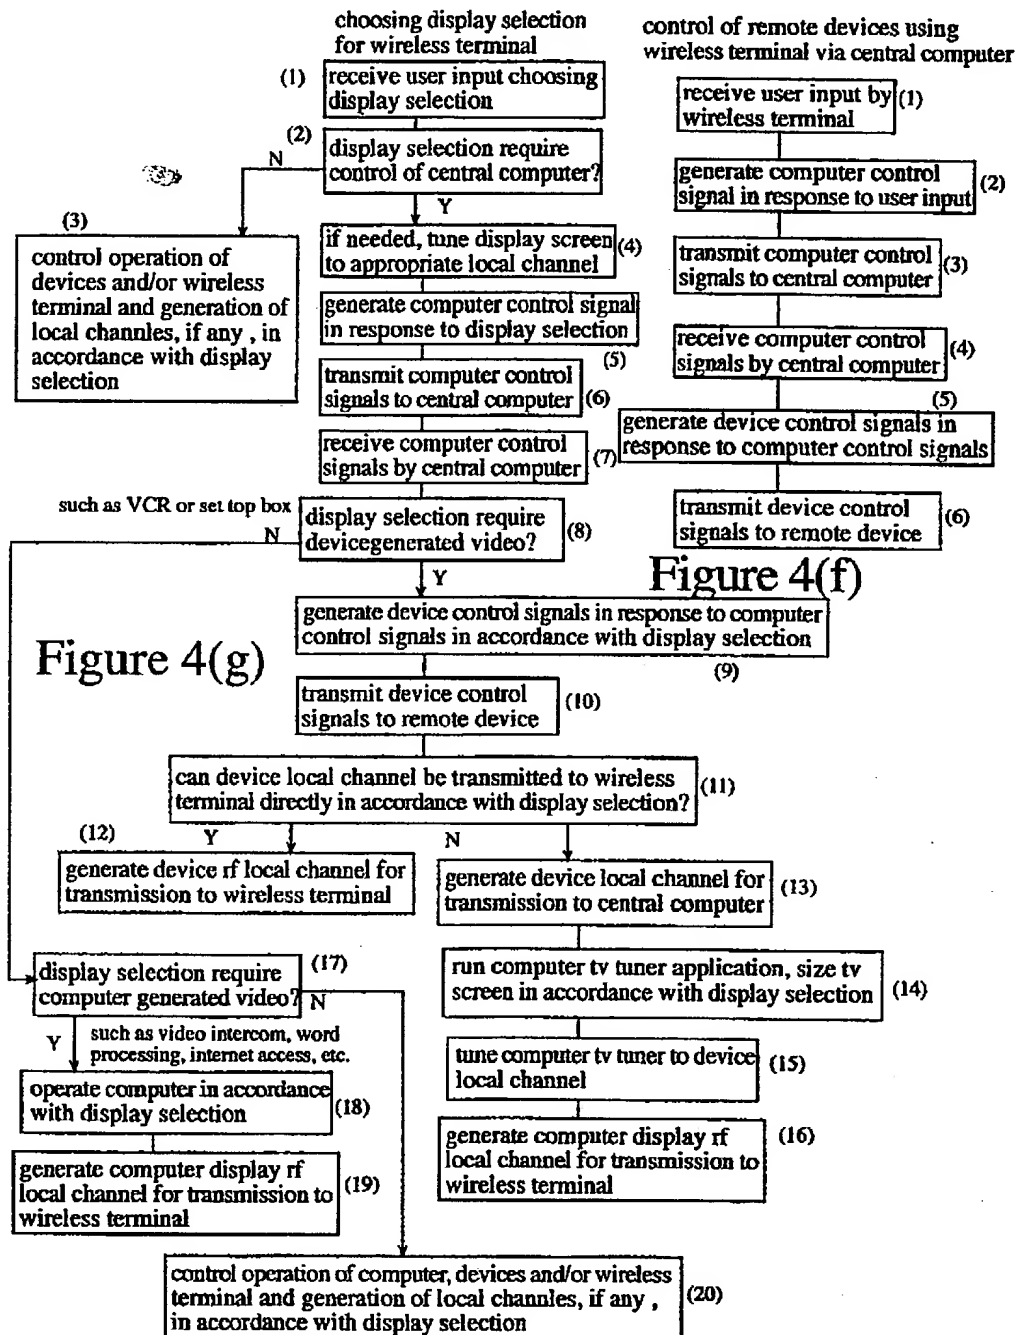 choosing display selection
for wireless terminal
(1)
receive user input choosing
display selection
(2)
display selection require
control of central computer?
N
Y
(3)
control operation of
devices and/or wireless
terminal and generation of
local channles, if any , in
accordance with display
selection
if needed, tune display screen
to appropriate local channel
(4)
generate computer control signal
in response to display selection
(5)
transmit computer control
signals to central computer
(6)
receive computer control
signals by central computer
(7)
such as VCR or set top box
display selection require
devicegenerated video?
(8)
N
Y
generate device control signals in response to computer
control signals in accordance with display selection
(9)
Figure 4(g)
transmit device control
signals to remote device
(10)
can device local channel be transmitted to wireless
terminal directly in accordance with display selection?
(11)
(12)
Y
N
generate device rf local channel for
transmission to wireless terminal
generate device local channel for
transmission to central computer
(13)
run computer tv tuner application, size tv
screen in accordance with display selection
(14)
tune computer tv tuner to device
local channel
(15)
generate computer display rf
local channel for transmission to
wireless terminal
(16)
display selection require
computer generated video?
(17)
N
Y
such as video intercom, word
processing, internet access, etc.
operate computer in accordance
with display selection
(18)
generate computer display rf
local channel for transmission to
wireless terminal
(19)
control operation of computer, devices and/or wireless
terminal and generation of local channles, if any ,
in accordance with display selection
(20)
control of remote devices using
wireless terminal via central computer
receive user input by
wireless terminal
(1)
generate computer control
signal in response to user input
(2)
transmit computer control
signals to central computer
(3)
receive computer control
signals by central computer
(4)
(5)
generate device control signals in
response to computer control signals
transmit device control
signals to remote device
(6)
Figure 4(f)